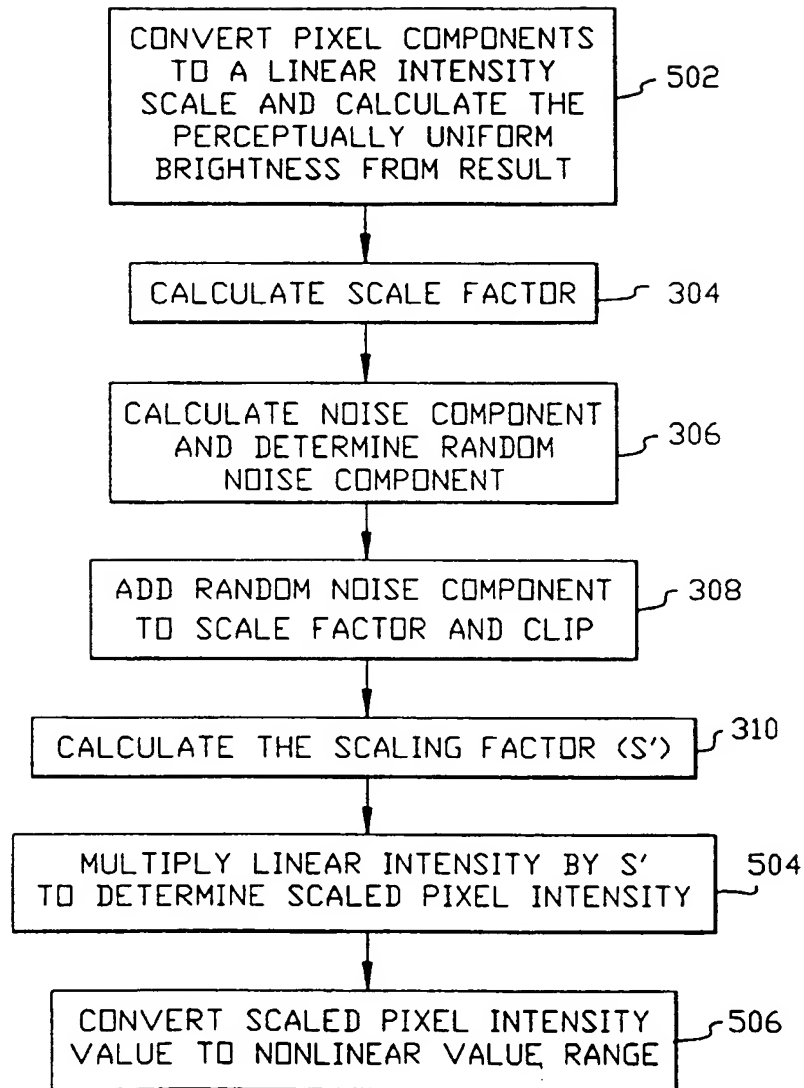 CONVERT PIXEL COMPONENTS
TO A LINEAR INTENSITY
SCALE AND CALCULATE THE
PERCEPTUALLY UNIFORM
BRIGHTNESS FROM RESULT
502
CALCULATE SCALE FACTOR
304
CALCULATE NOISE COMPONENT
AND DETERMINE RANDOM
NOISE COMPONENT
306
ADD RANDOM NOISE COMPONENT
TO SCALE FACTOR AND CLIP
308
CALCULATE THE SCALING FACTOR (S')
310
MULTIPLY LINEAR INTENSITY BY S'
TO DETERMINE SCALED PIXEL INTENSITY
504
CONVERT SCALED PIXEL INTENSITY
VALUE TO NONLINEAR VALUE RANGE
506